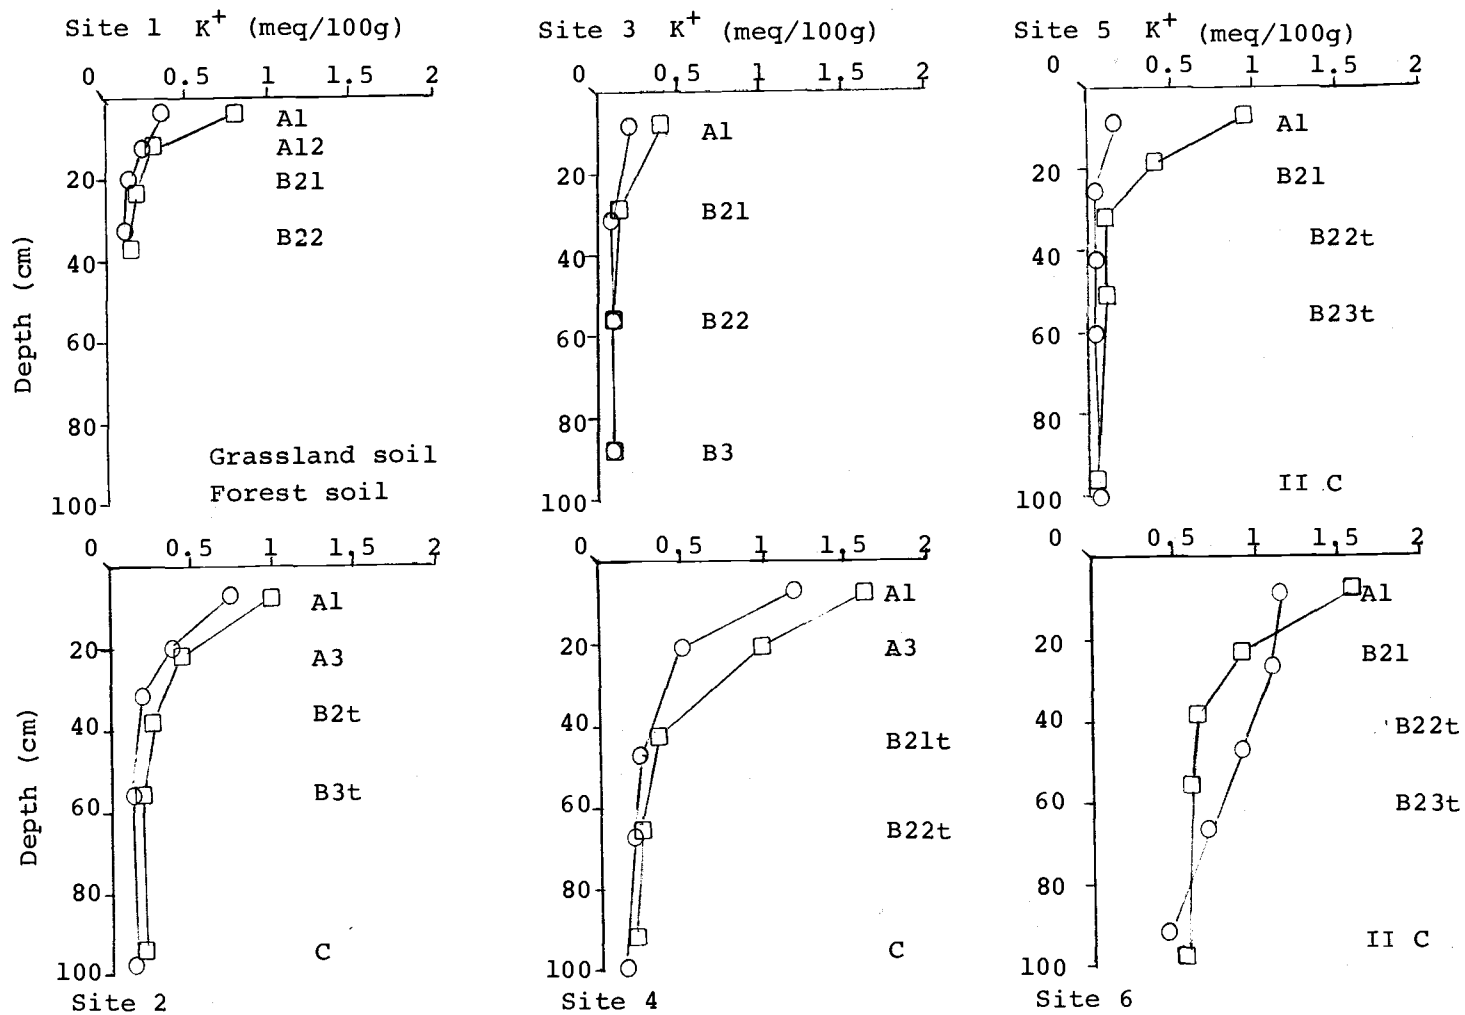 Site 1 K+ (meq/100g)
0 0.5 1 1.5 2
A1
A12
20
B21
B22
40
60
80
Grassland soil
Forest soil
100
Depth (cm)
Site 3 K+ (meq/100g)
0 0.5 1 1.5 2
A1
20
B21
40
B22
60
80
B3
100
Site 5 K+ (meq/100g)
0 0.5 1 1.5 2
A1
20
B21
B22t
40
B23t
60
80
II C
100
0 0.5 1 1.5 2
A1
20
A3
B2t
40
B3t
60
80
C
100
Depth (cm)
Site 2
0 0.5 1 1.5 2
A1
20
A3
40
B21t
60
B22t
80
C
100
Site 4
0 0.5 1 1.5 2
A1
20
B21
40
B22t
60
B23t
80
II C
100
Site 6